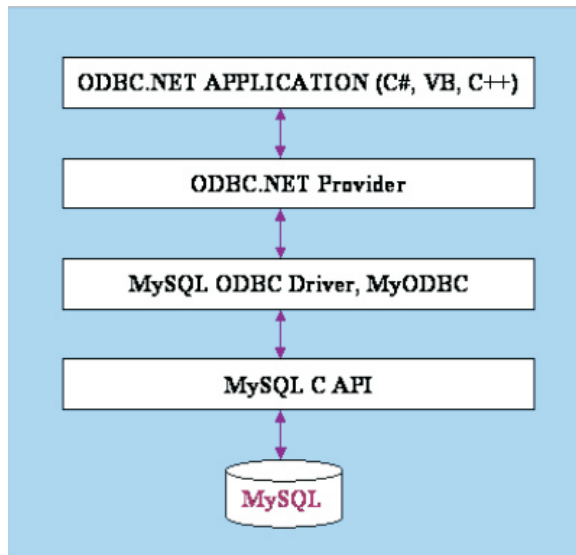 ODBC.NET APPLICATION (C#, VB, C++)
ODBC.NET Provider
MySQL ODBC Driver, MyODBC
MySQL C API
MySQL